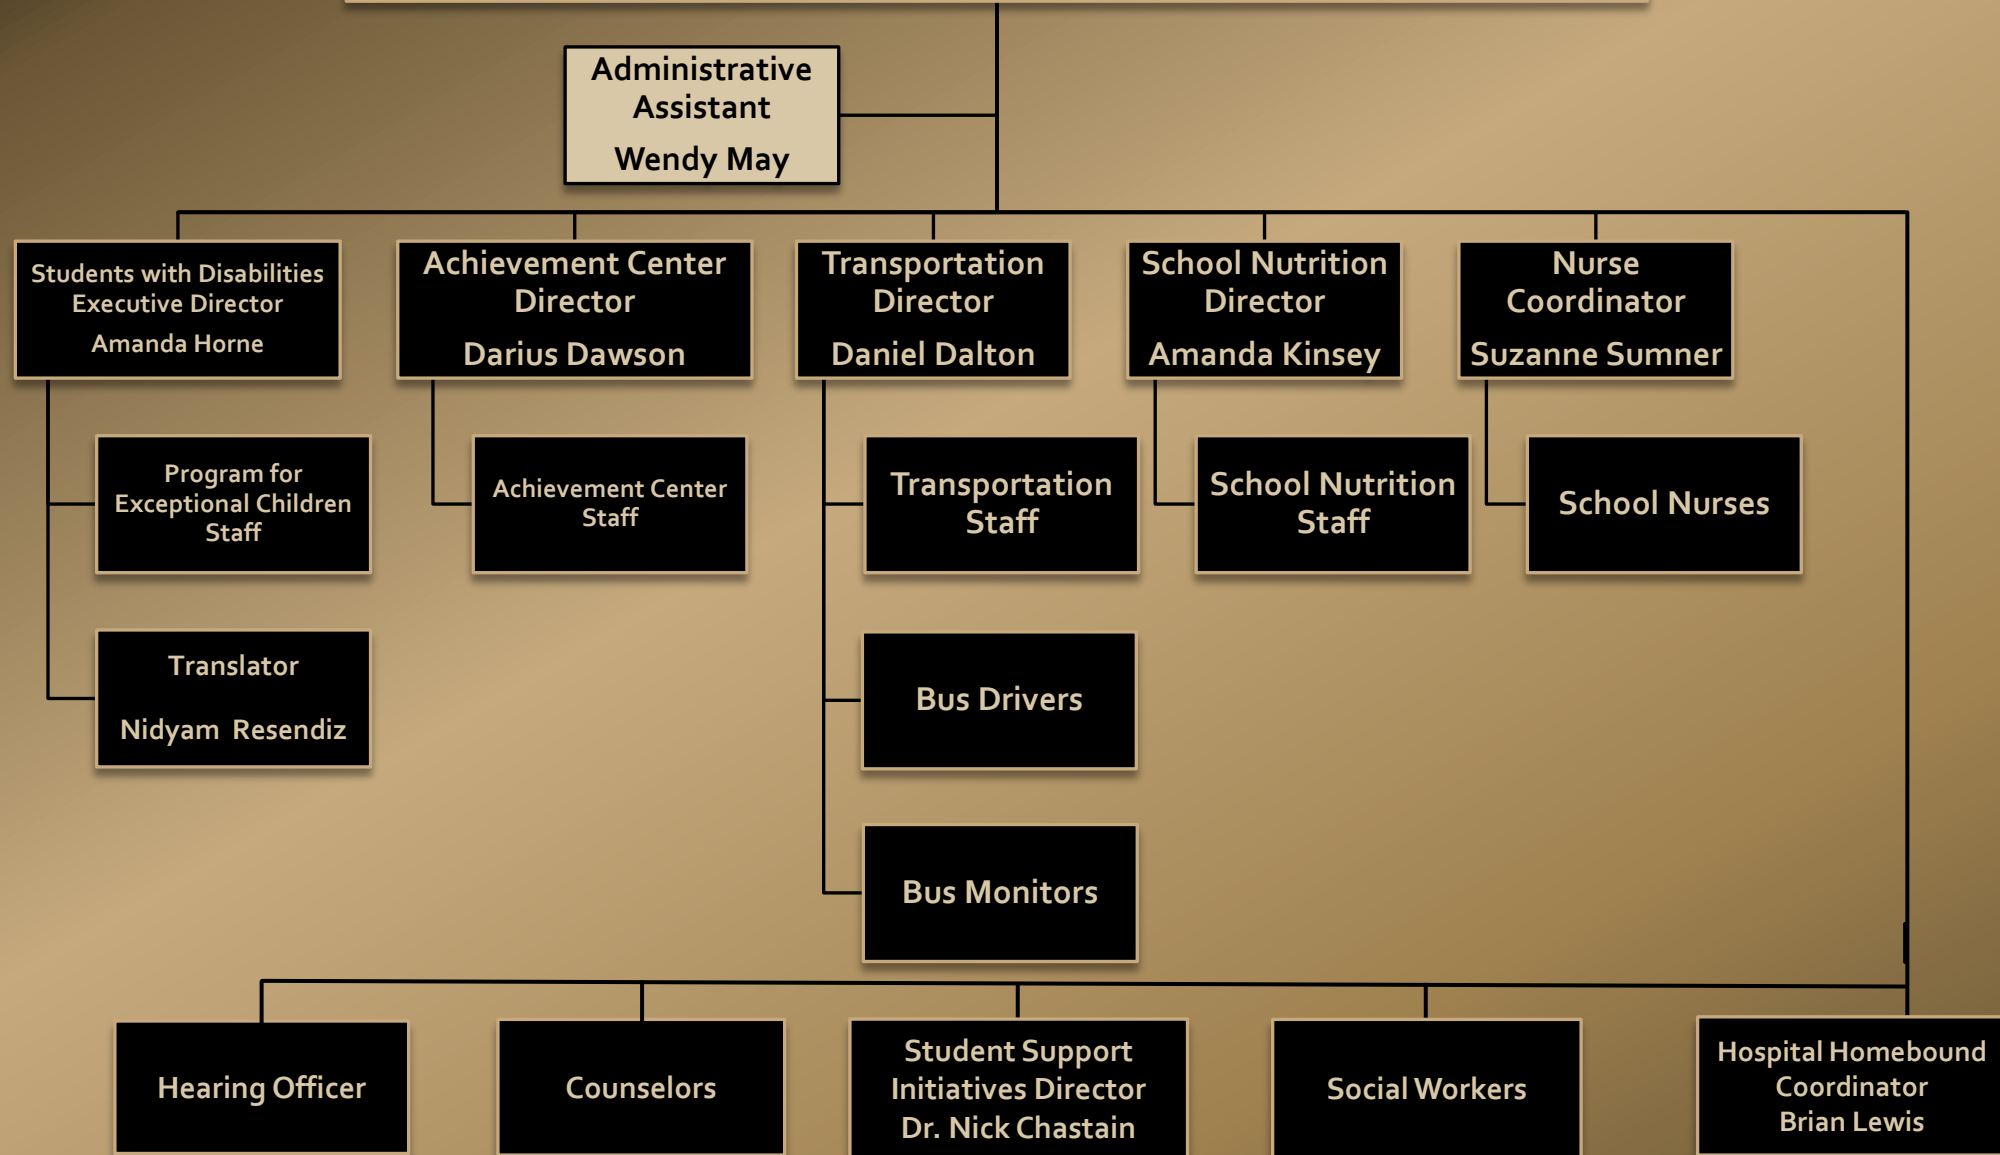 Administrative
Assistant
Wendy May
Students with Disabilities
Executive Director
Amanda Horne
Achievement Center
Director
Darius Dawson
Transportation
Director
Daniel Dalton
School Nutrition
Director
Amanda Kinsey
Nurse
Coordinator
Suzanne Sumner
Program for
Exceptional Children
Staff
Achievement Center
Staff
Transportation
Staff
School Nutrition
Staff
School Nurses
Translator
Nidyam  Resendiz
Bus Drivers
Bus Monitors
Hearing Officer
Counselors
Student Support
Initiatives Director
Dr. Nick Chastain
Social Workers
Hospital Homebound
Coordinator
Brian Lewis